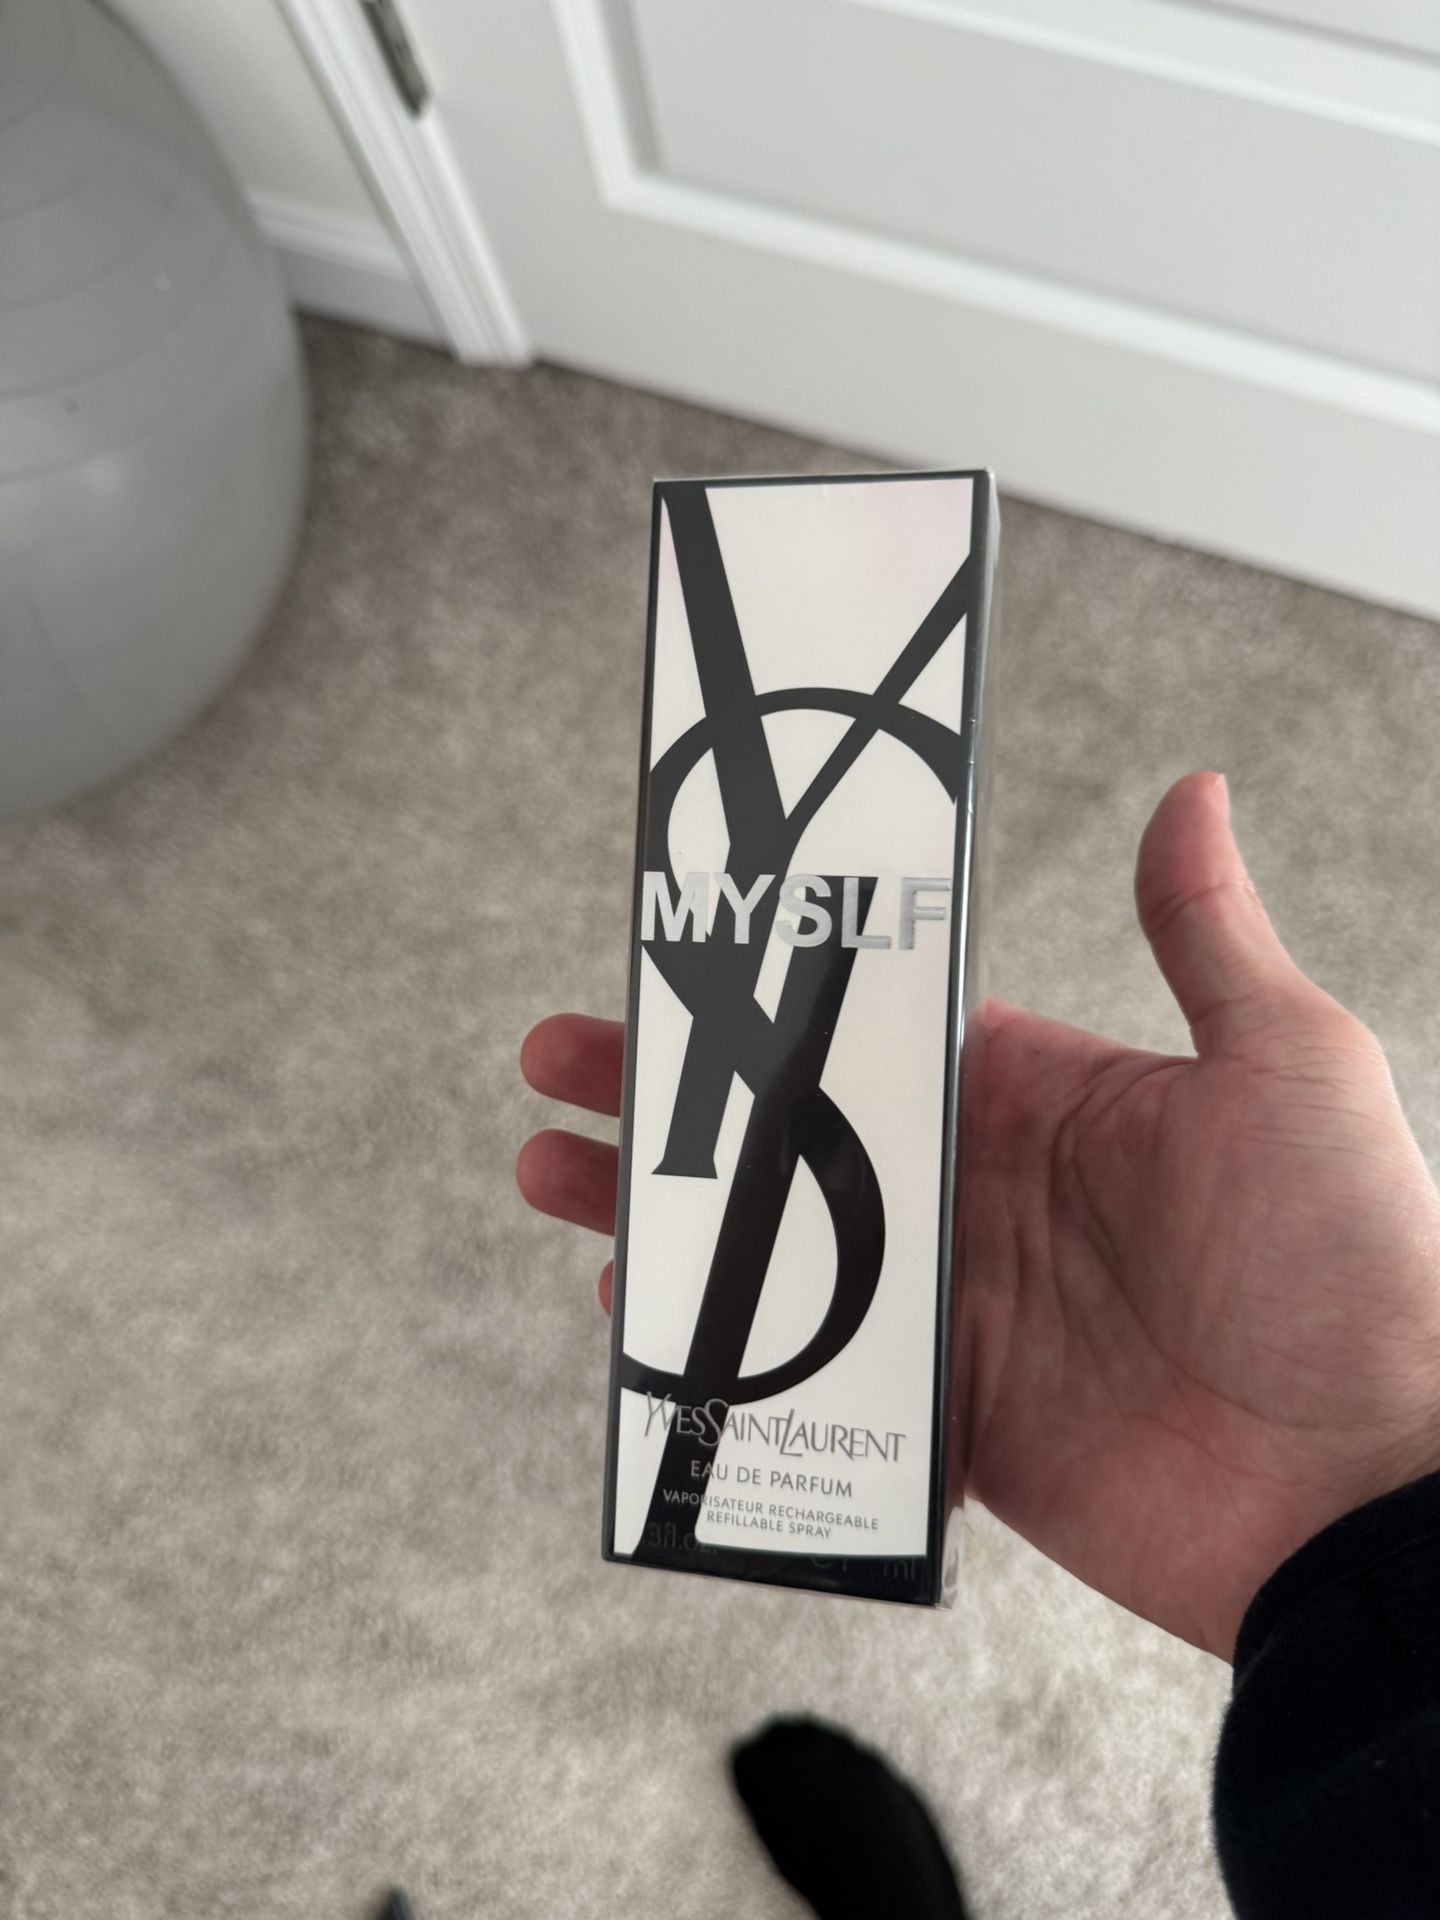 MYSLF
YVESSAINTLAURENT
EAU DE PARFUM
VAPORISATEUR RECHARGEABLE
REFILLABLE SPRAY